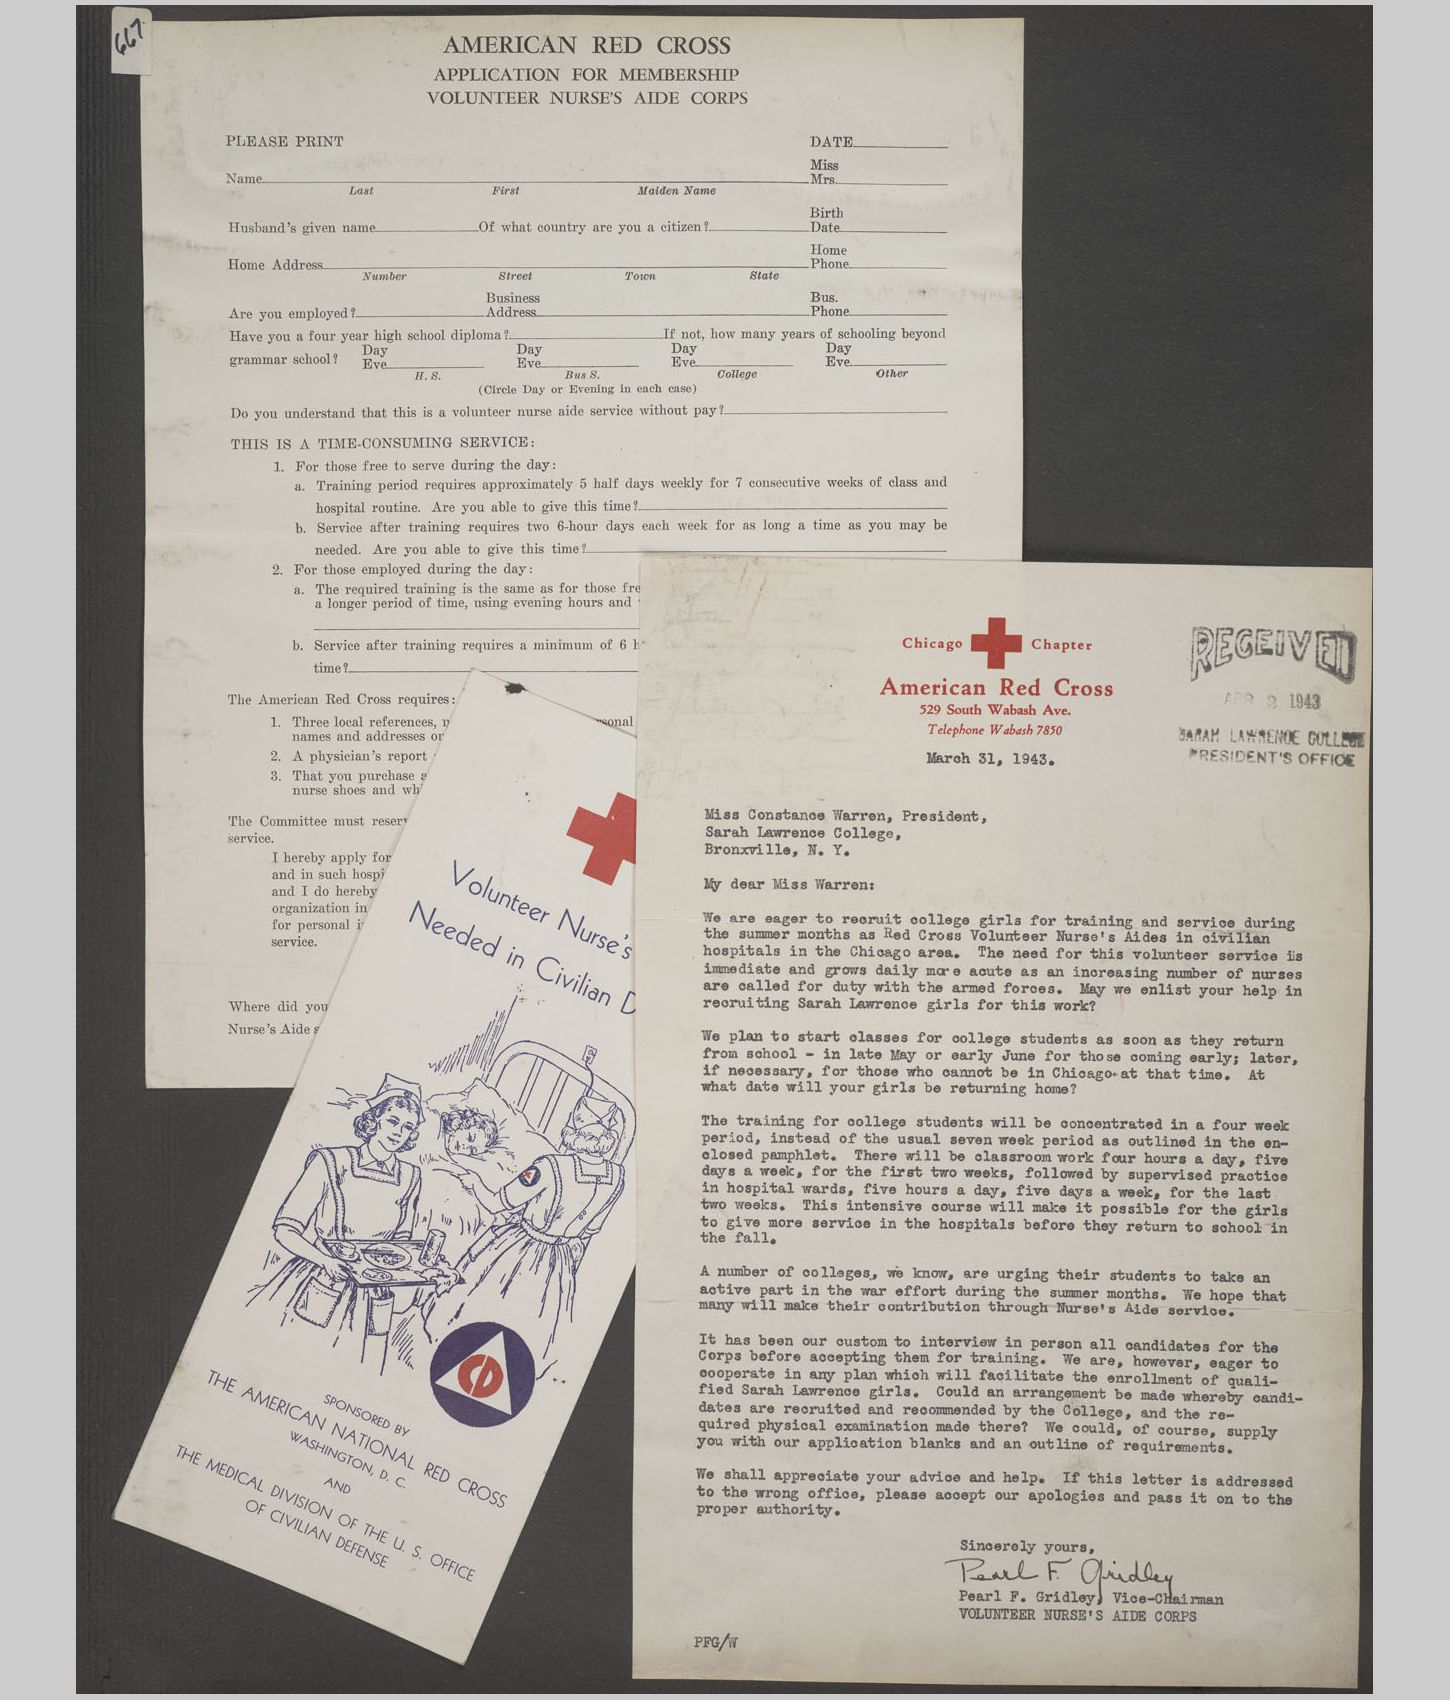 667
AMERICAN RED CROSS
APPLICATION FOR MEMBERSHIP
VOLUNTEER NURSE'S AIDE CORPS
PLEASE PRINT DATE
Miss
Name Mrs.
Last First Maiden Name
Birth
Husband's given name Of what country are you a citizen? Date
Home
Home Address Phone
Number Street Town State
Business Bus.
Are you employed? Address Phone
Have you a four year high school diploma? If not, how many years of schooling beyond
grammar school? Day Day Day Day
Eve. Eve. Eve. Eve.
H. S. Bus S. College Other
(Circle Day or Evening in each case)
Do you understand that this is a volunteer nurse aide service without pay?
THIS IS A TIME-CONSUMING SERVICE:
1. For those free to serve during the day:
a. Training period requires approximately 5 half days weekly for 7 consecutive weeks of class and
hospital routine. Are you able to give this time?
b. Service after training requires two 6-hour days each week for as long a time as you may be
needed. Are you able to give this time?
2. For those employed during the day:
a. The required training is the same as for those fre
a longer period of time, using evening hours and
b. Service after training requires a minimum of 6 h
time?
The American Red Cross requires:
1. Three local references, sonal
names and addresses or
2. A physician's report
3. That you purchase a
nurse shoes and wh
The Committee must reser
service.
I hereby apply for
and in such hospi
and I do hereby
organization in
for personal i
service.
Where did you
Nurse's Aide s
Volunteer Nurse's
Needed in Civilian D
CD
SPONSORED BY
THE AMERICAN NATIONAL RED CROSS
WASHINGTON, D. C.
AND
THE MEDICAL DIVISION OF THE U. S. OFFICE
OF CIVILIAN DEFENSE
Chicago Chapter
American Red Cross
529 South Wabash Ave.
Telephone Wabash 7850
March 31, 1943.
RECEIVED
APR 2 1943
SARAH LAWRENCE COLLEGE
PRESIDENT'S OFFICE
Miss Constance Warren, President,
Sarah Lawrence College,
Bronxville, N. Y.
My dear Miss Warren:
We are eager to recruit college girls for training and service during
the summer months as Red Cross Volunteer Nurse's Aides in civilian
hospitals in the Chicago area. The need for this volunteer service is
immediate and grows daily more acute as an increasing number of nurses
are called for duty with the armed forces. May we enlist your help in
recruiting Sarah Lawrence girls for this work?
We plan to start classes for college students as soon as they return
from school - in late May or early June for those coming early; later,
if necessary, for those who cannot be in Chicago at that time. At
what date will your girls be returning home?
The training for college students will be concentrated in a four week
period, instead of the usual seven week period as outlined in the en-
closed pamphlet. There will be classroom work four hours a day, five
days a week, for the first two weeks, followed by supervised practice
in hospital wards, five hours a day, five days a week, for the last
two weeks. This intensive course will make it possible for the girls
to give more service in the hospitals before they return to school in
the fall.
A number of colleges, we know, are urging their students to take an
active part in the war effort during the summer months. We hope that
many will make their contribution through Nurse's Aide service.
It has been our custom to interview in person all candidates for the
Corps before accepting them for training. We are, however, eager to
cooperate in any plan which will facilitate the enrollment of quali-
fied Sarah Lawrence girls. Could an arrangement be made whereby candi-
dates are recruited and recommended by the College, and the re-
quired physical examination made there? We could, of course, supply
you with our application blanks and an outline of requirements.
We shall appreciate your advice and help. If this letter is addressed
to the wrong office, please accept our apologies and pass it on to the
proper authority.
Sincerely yours,
Pearl F. Gridley
Pearl F. Gridley, Vice-Chairman
VOLUNTEER NURSE'S AIDE CORPS
PFG/W